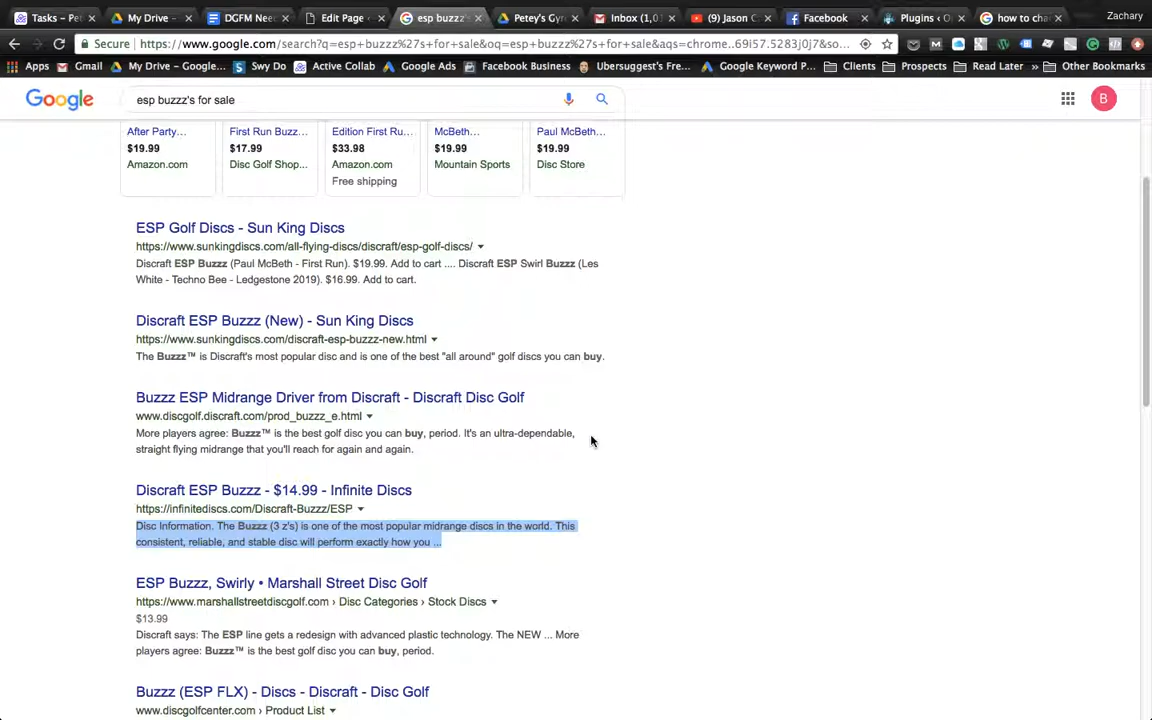 Tasks - Pet
My Drive -
DGFM Nee
Edit Page
esp buzzz's
Petey's Gyr
Inbox (1,01
(9) Jason C
Facebook
Plugins ‹ O
how to cha
Zachary
Secure | https://www.google.com/search?q=esp+buzzz%27s+for+sale&oq=esp+buzzz%27s+for+sale&aqs=chrome..69i57.5283j0j7&so...
Apps
Gmail
My Drive - Google...
Swy Do
Active Collab
Google Ads
Facebook Business
Ubersuggest's Fre...
Google Keyword P...
Clients
Prospects
Read Later
»
Other Bookmarks
Google
esp buzzz's for sale
B
After Party...
$19.99
Amazon.com
First Run Buzz...
$17.99
Disc Golf Shop...
Edition First Ru...
$33.98
Amazon.com
Free shipping
McBeth...
$19.99
Mountain Sports
Paul McBeth...
$19.99
Disc Store
ESP Golf Discs - Sun King Discs
https://www.sunkingdiscs.com/all-flying-discs/discraft/esp-golf-discs/
Discraft ESP Buzzz (Paul McBeth - First Run). $19.99. Add to cart .... Discraft ESP Swirl Buzzz (Les
White - Techno Bee - Ledgestone 2019). $16.99. Add to cart.
Discraft ESP Buzzz (New) - Sun King Discs
https://www.sunkingdiscs.com/discraft-esp-buzzz-new.html
The Buzzz™ is Discraft's most popular disc and is one of the best "all around" golf discs you can buy.
Buzzz ESP Midrange Driver from Discraft - Discraft Disc Golf
www.discgolf.discraft.com/prod_buzzz_e.html
More players agree: Buzzz™ is the best golf disc you can buy, period. It's an ultra-dependable,
straight flying midrange that you'll reach for again and again.
Discraft ESP Buzzz - $14.99 - Infinite Discs
https://infinitediscs.com/Discraft-Buzzz/ESP
Disc Information. The Buzzz (3 z's) is one of the most popular midrange discs in the world. This
consistent, reliable, and stable disc will perform exactly how you ...
ESP Buzzz, Swirly • Marshall Street Disc Golf
https://www.marshallstreetdiscgolf.com › Disc Categories › Stock Discs
$13.99
Discraft says: The ESP line gets a redesign with advanced plastic technology. The NEW ... More
players agree: Buzzz™ is the best golf disc you can buy, period.
Buzzz (ESP FLX) - Discs - Discraft - Disc Golf
www.discgolfcenter.com › Product List